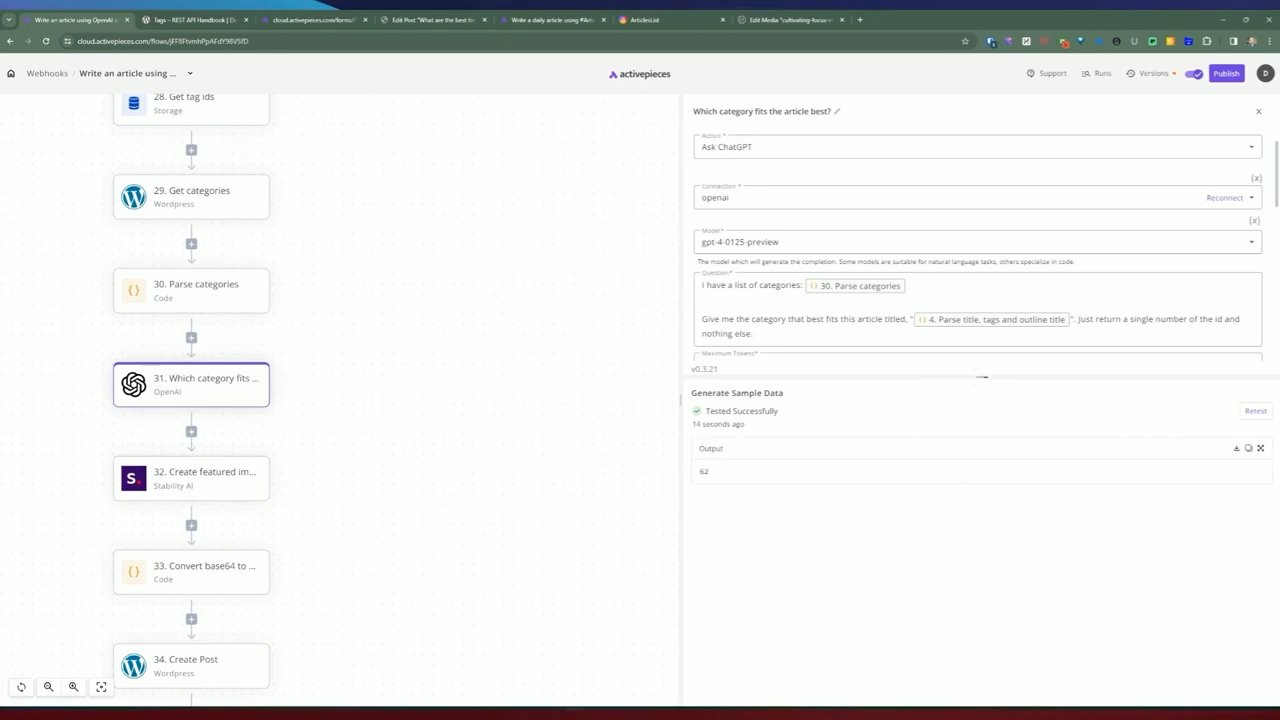 Write an article using OpenAI a
Tags – REST API Handbook | De
cloud.activepieces.com/forms/
Edit Post "What are the best tim
Write a daily article using #Artic
ArticlesList
Edit Media "cultivating-focus-in
cloud.activepieces.com/flows/jFF8FtvmhPpAFdY98V5fD
Webhooks / Write an article using ...
activepieces
Support
Runs
Versions
Publish
D
28. Get tag ids
Storage
29. Get categories
Wordpress
30. Parse categories
Code
31. Which category fits ...
OpenAI
32. Create featured im...
Stability AI
33. Convert base64 to ...
Code
34. Create Post
Wordpress
Which category fits the article best?
Action *
Ask ChatGPT
(x)
Connection *
openai
Reconnect
(x)
Model*
gpt-4-0125-preview
The model which will generate the completion. Some models are suitable for natural language tasks, others specialize in code.
Question*
I have a list of categories: 30. Parse categories
Give me the category that best fits this article titled, " 4. Parse title, tags and outline title ". Just return a single number of the id and
nothing else.
Maximum Tokens*
v0.3.21
Generate Sample Data
Tested Successfully
14 seconds ago
Retest
Output
62